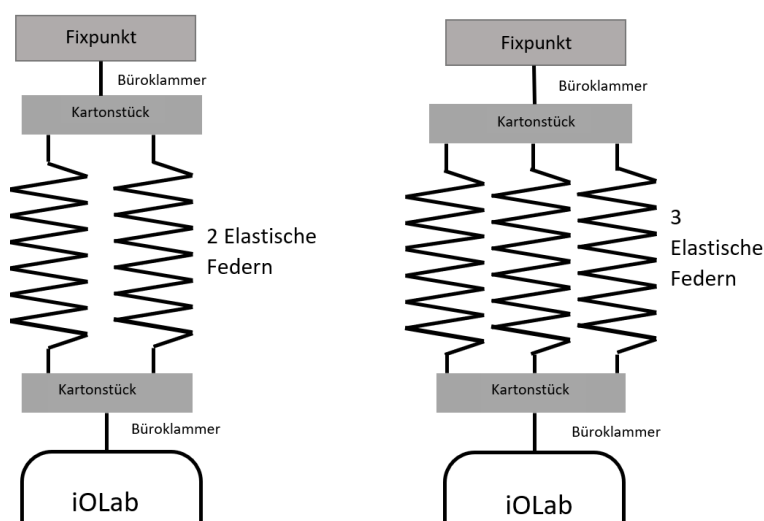 Fixpunkt
Büroklammer
Kartonstück
2 Elastische
Federn
Kartonstück
Büroklammer
iOLab
Fixpunkt
Büroklammer
Kartonstück
3
Elastische
Federn
Kartonstück
Büroklammer
iOLab